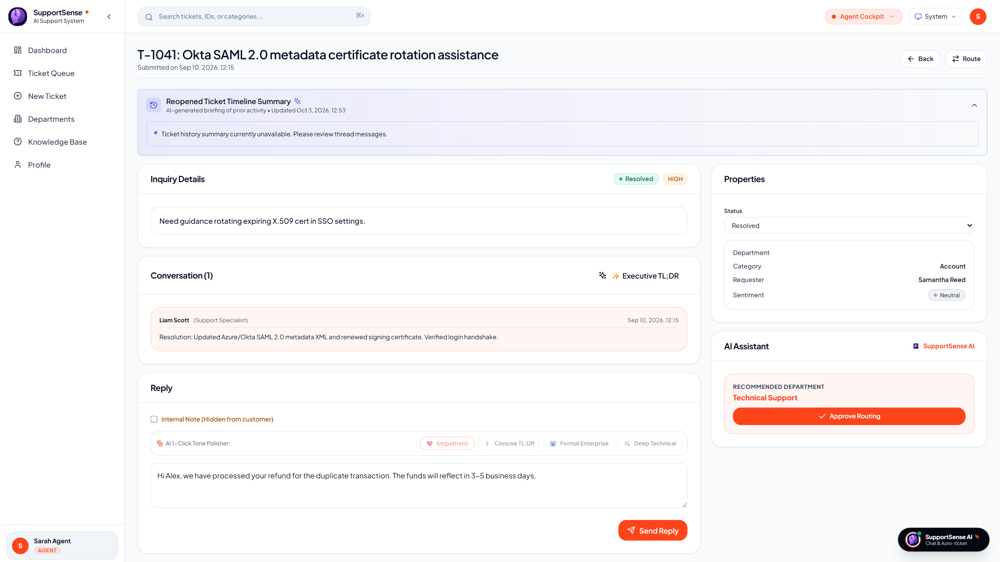 SupportSense
AI Support System
Search tickets, IDs, or categories...
⌘K
Agent Cockpit
System
S
Dashboard
Ticket Queue
New Ticket
Departments
Knowledge Base
Profile
Sarah Agent
AGENT
S
T-1041: Okta SAML 2.0 metadata certificate rotation assistance
Submitted on Sep 10, 2026, 12:15
Back
Route
Reopened Ticket Timeline Summary
AI-generated briefing of prior activity • Updated Oct 3, 2026, 12:53
Ticket history summary currently unavailable. Please review thread messages.
Inquiry Details
Resolved
HIGH
Need guidance rotating expiring X.509 cert in SSO settings.
Conversation (1)
✨ Executive TL;DR
Liam Scott (Support Specialist)
Sep 10, 2026, 12:15
Resolution: Updated Azure/Okta SAML 2.0 metadata XML and renewed signing certificate. Verified login handshake.
Reply
Internal Note (Hidden from customer)
AI 1-Click Tone Polisher:
Empathetic
Concise TL;DR
Formal Enterprise
Deep Technical
Hi Alex, we have processed your refund for the duplicate transaction. The funds will reflect in 3-5 business days.
Send Reply
Properties
Status
Resolved
Department
Category Account
Requester Samantha Reed
Sentiment Neutral
AI Assistant
SupportSense AI
RECOMMENDED DEPARTMENT
Technical Support
Approve Routing
SupportSense AI
Chat & Auto-ticket